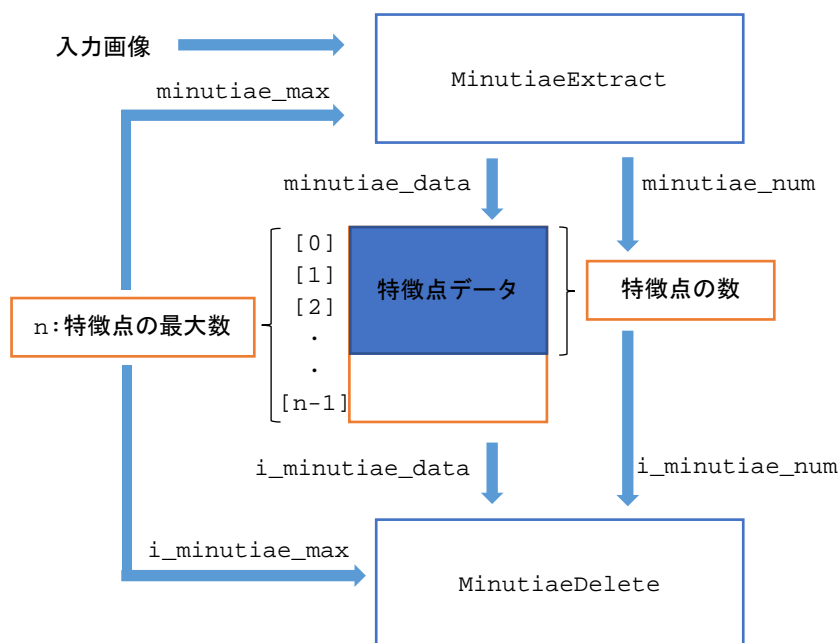 入力画像
MinutiaeExtract
minutiae_max
minutiae_data
minutiae_num
[0]
[1]
[2]
.
.
[n-1]
特徴点データ
特徴点の数
n:特徴点の最大数
i_minutiae_data
i_minutiae_num
i_minutiae_max
MinutiaeDelete